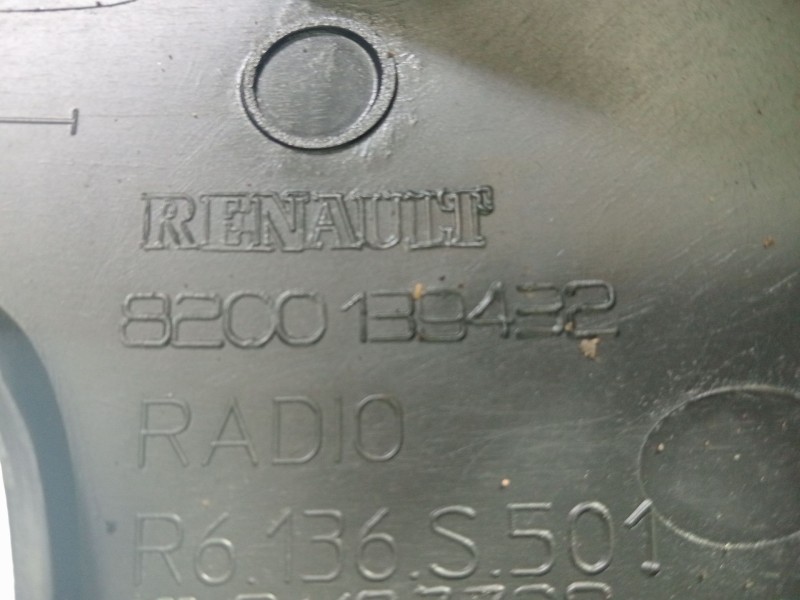 RENAULT
8200139432
RADIO
R6.136.S.501